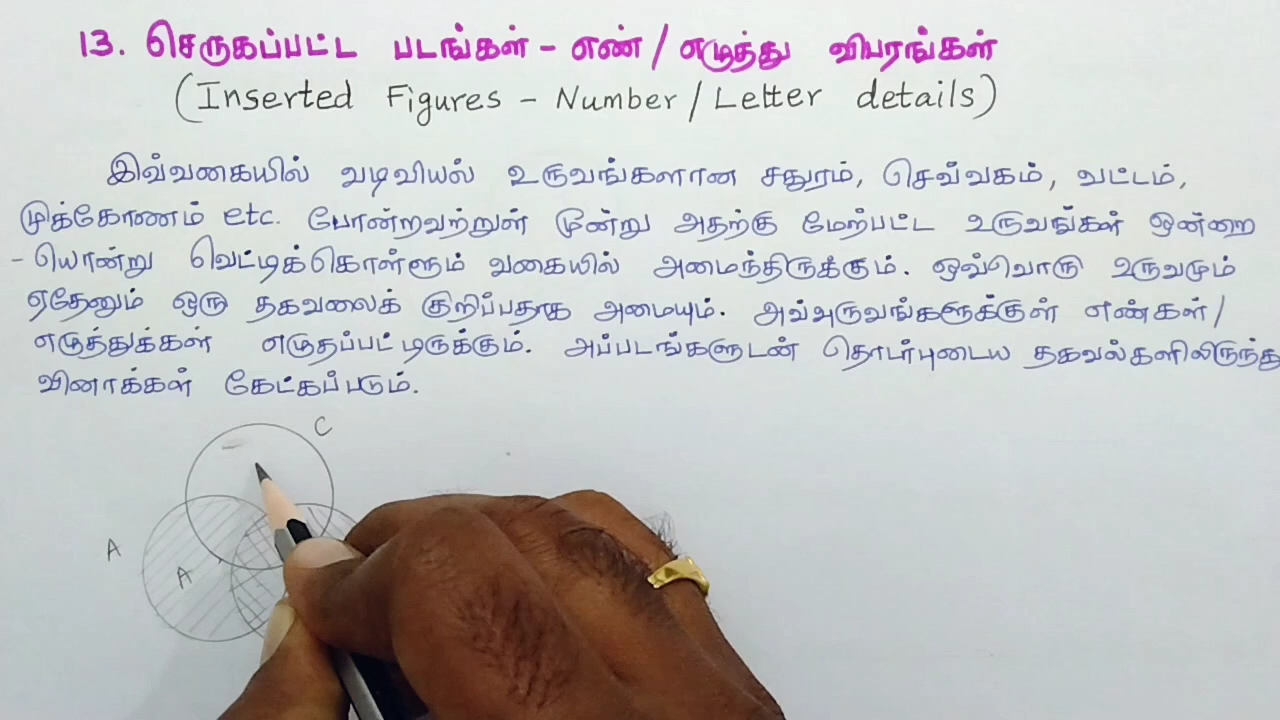 13. செருகப்பட்ட படங்கள் - எண் / எழுத்து விபரங்கள்
(Inserted Figures - Number / Letter details)
இவ்வகையில் வடிவியல் உருவங்களான சதுரம், செவ்வகம், வட்டம்,
முக்கோணம் etc. போன்றவற்றுள் மூன்று அதற்கு மேற்பட்ட உருவங்கள் ஒன்றை
- யொன்று வெட்டிக்கொள்ளும் வகையில் அமைந்திருக்கும். ஒவ்வொரு உருவமும்
ஏதேனும் ஒரு தகவலைக் குறிப்பதாக அமையும். அவ்வுருவங்களுக்குள் எண்கள் /
எழுத்துக்கள் எழுதப்பட்டிருக்கும். அப்படங்களுடன் தொடர்புடைய தகவல்களிலிருந்து
வினாக்கள் கேட்கப்படும்.
C
A
A